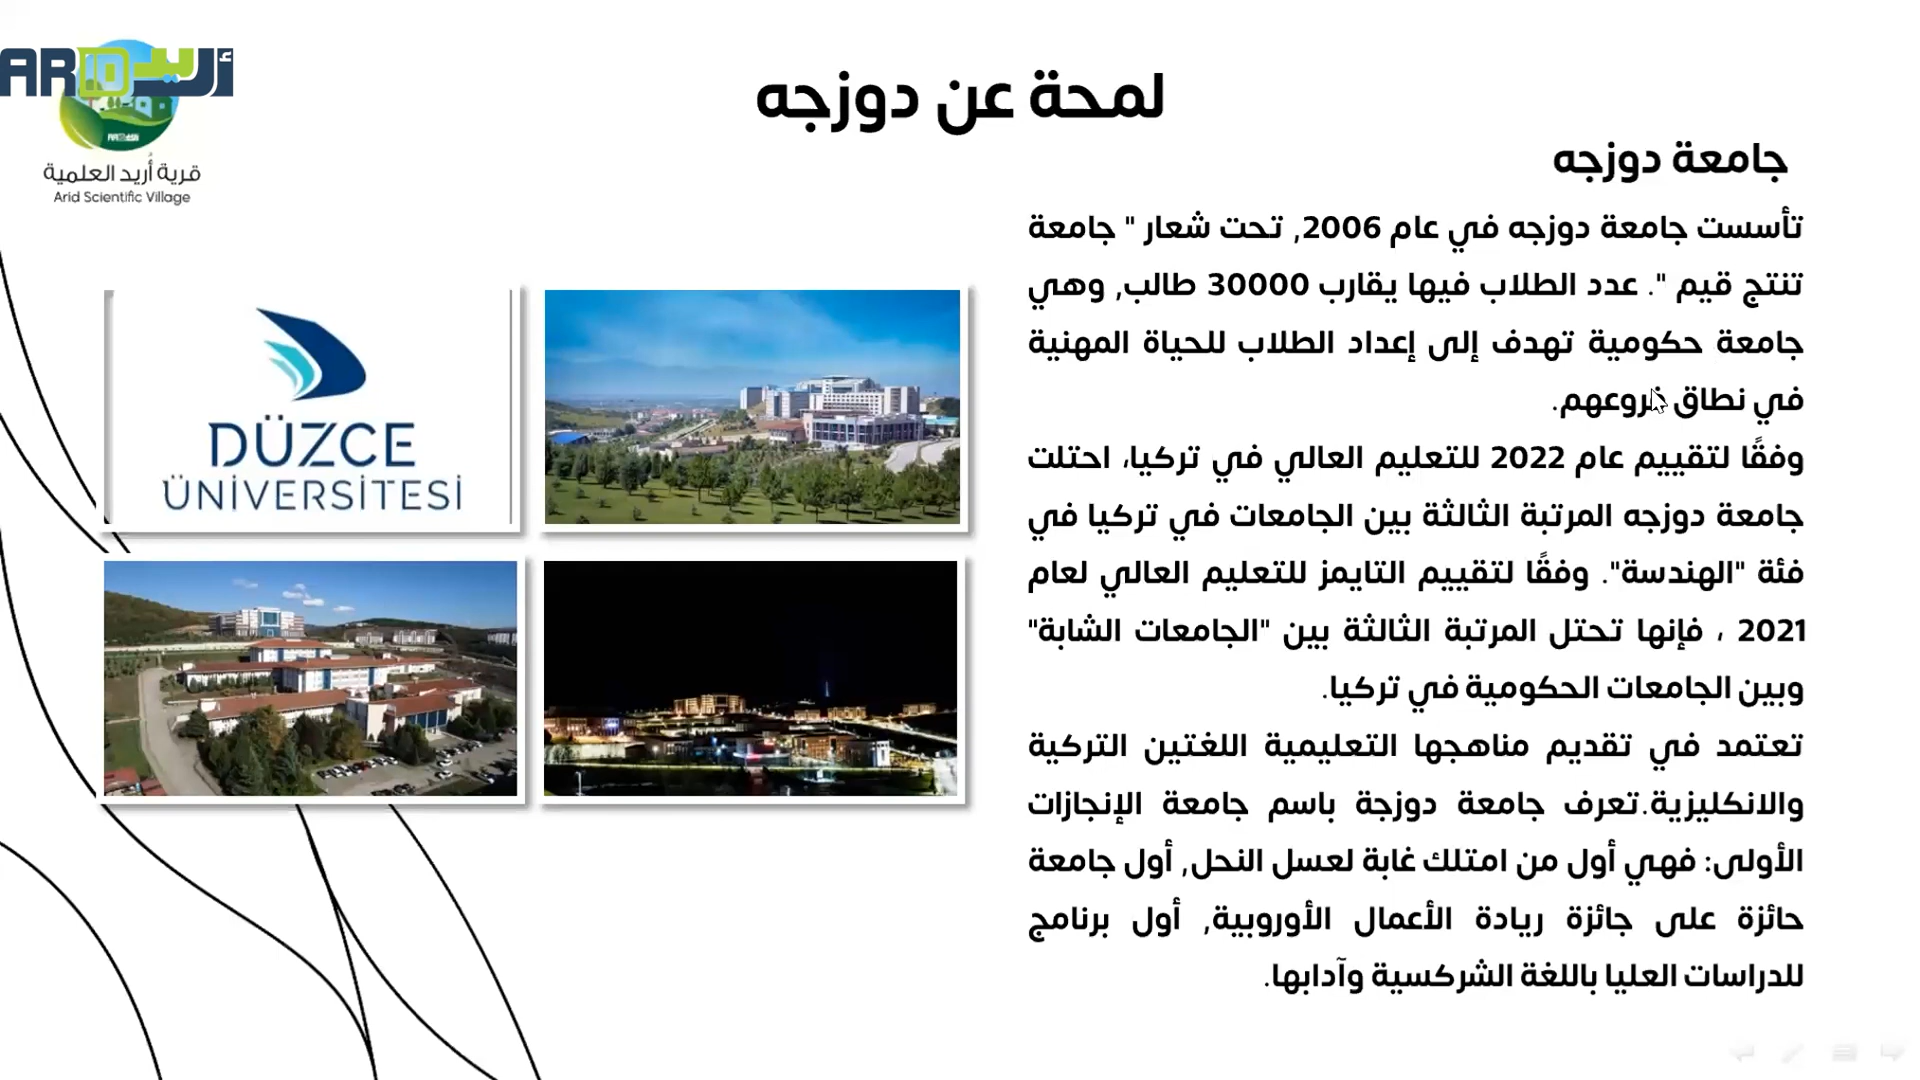 ARID أريد
قرية أُريد العلمية
Arid Scientific Village
لمحة عن دوزجه
جامعة دوزجه
تأسست جامعة دوزجه في عام 2006, تحت شعار " جامعة
تنتج قيم ". عدد الطلاب فيها يقارب 30000 طالب, وهي
جامعة حكومية تهدف إلى إعداد الطلاب للحياة المهنية
في نطاق فروعهم.
وفقًا لتقييم عام 2022 للتعليم العالي في تركيا، احتلت
جامعة دوزجه المرتبة الثالثة بين الجامعات في تركيا في
فئة "الهندسة". وفقًا لتقييم التايمز للتعليم العالي لعام
2021 ، فإنها تحتل المرتبة الثالثة بين "الجامعات الشابة"
وبين الجامعات الحكومية في تركيا.
تعتمد في تقديم مناهجها التعليمية اللغتين التركية
والانكليزية.تعرف جامعة دوزجة باسم جامعة الإنجازات
الأولى: فهي أول من امتلك غابة لعسل النحل, أول جامعة
حائزة على جائزة ريادة الأعمال الأوروبية, أول برنامج
للدراسات العليا باللغة الشركسية وآدابها.
DÜZCE
ÜNİVERSİTESİ